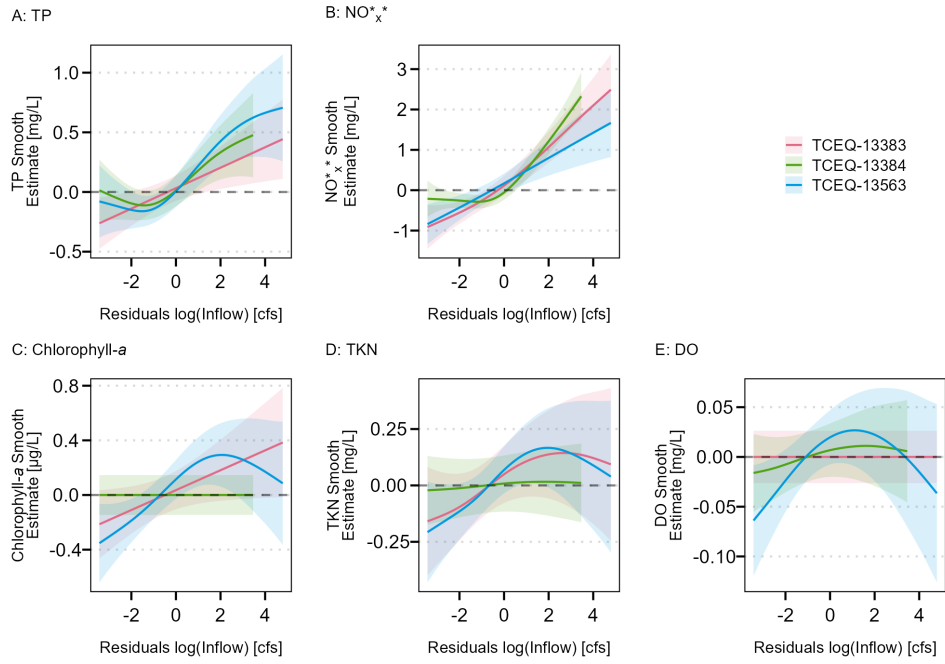 A: TP
B: NO*ₓ*
TP Smooth
Estimate [mg/L]
1.0
0.5
0.0
-0.5
-2 0 2 4
Residuals log(Inflow) [cfs]
NO*ₓ* Smooth
Estimate [mg/L]
3
2
1
0
-1
-2 0 2 4
Residuals log(Inflow) [cfs]
TCEQ-13383
TCEQ-13384
TCEQ-13563
C: Chlorophyll-a
D: TKN
E: DO
Chlorophyll-a Smooth
Estimate [µg/L]
0.8
0.4
0.0
-0.4
-2 0 2 4
Residuals log(Inflow) [cfs]
TKN Smooth
Estimate [mg/L]
0.25
0.00
-0.25
-2 0 2 4
Residuals log(Inflow) [cfs]
DO Smooth
Estimate [mg/L]
0.05
0.00
-0.05
-0.10
-2 0 2 4
Residuals log(Inflow) [cfs]